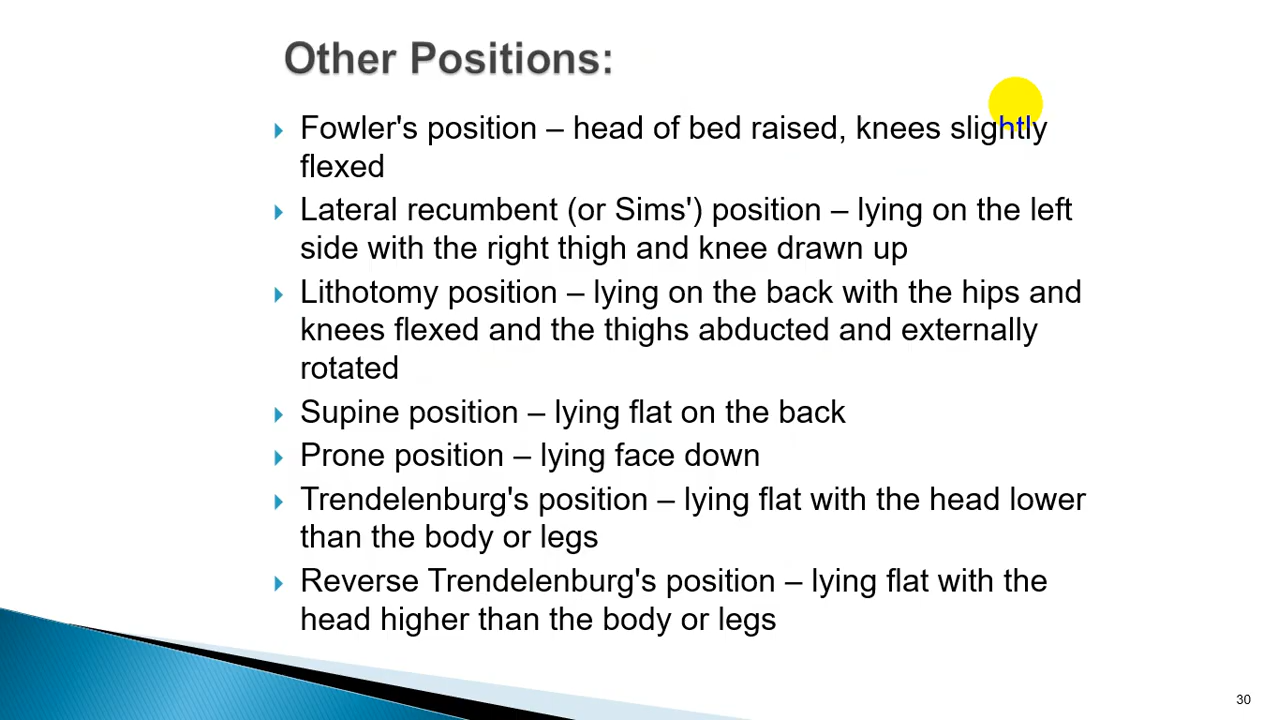 Other Positions:
Fowler's position – head of bed raised, knees slightly
flexed
Lateral recumbent (or Sims') position – lying on the left
side with the right thigh and knee drawn up
Lithotomy position – lying on the back with the hips and
knees flexed and the thighs abducted and externally
rotated
Supine position – lying flat on the back
Prone position – lying face down
Trendelenburg's position – lying flat with the head lower
than the body or legs
Reverse Trendelenburg's position – lying flat with the
head higher than the body or legs
30